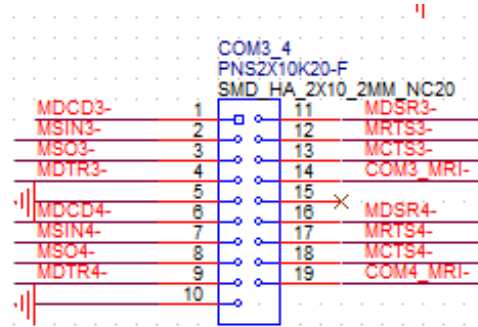 COM3_4
PNS2X10K20-F
SMD_HA_2X10_2MM_NC20
MDCD3- 1 11 MDSR3-
MSIN3- 2 12 MRTS3-
MSO3- 3 13 MCTS3-
MDTR3- 4 14 COM3_MRI-
5 15
MDCD4- 6 16 MDSR4-
MSIN4- 7 17 MRTS4-
MSO4- 8 18 MCTS4-
MDTR4- 9 19 COM4_MRI-
10